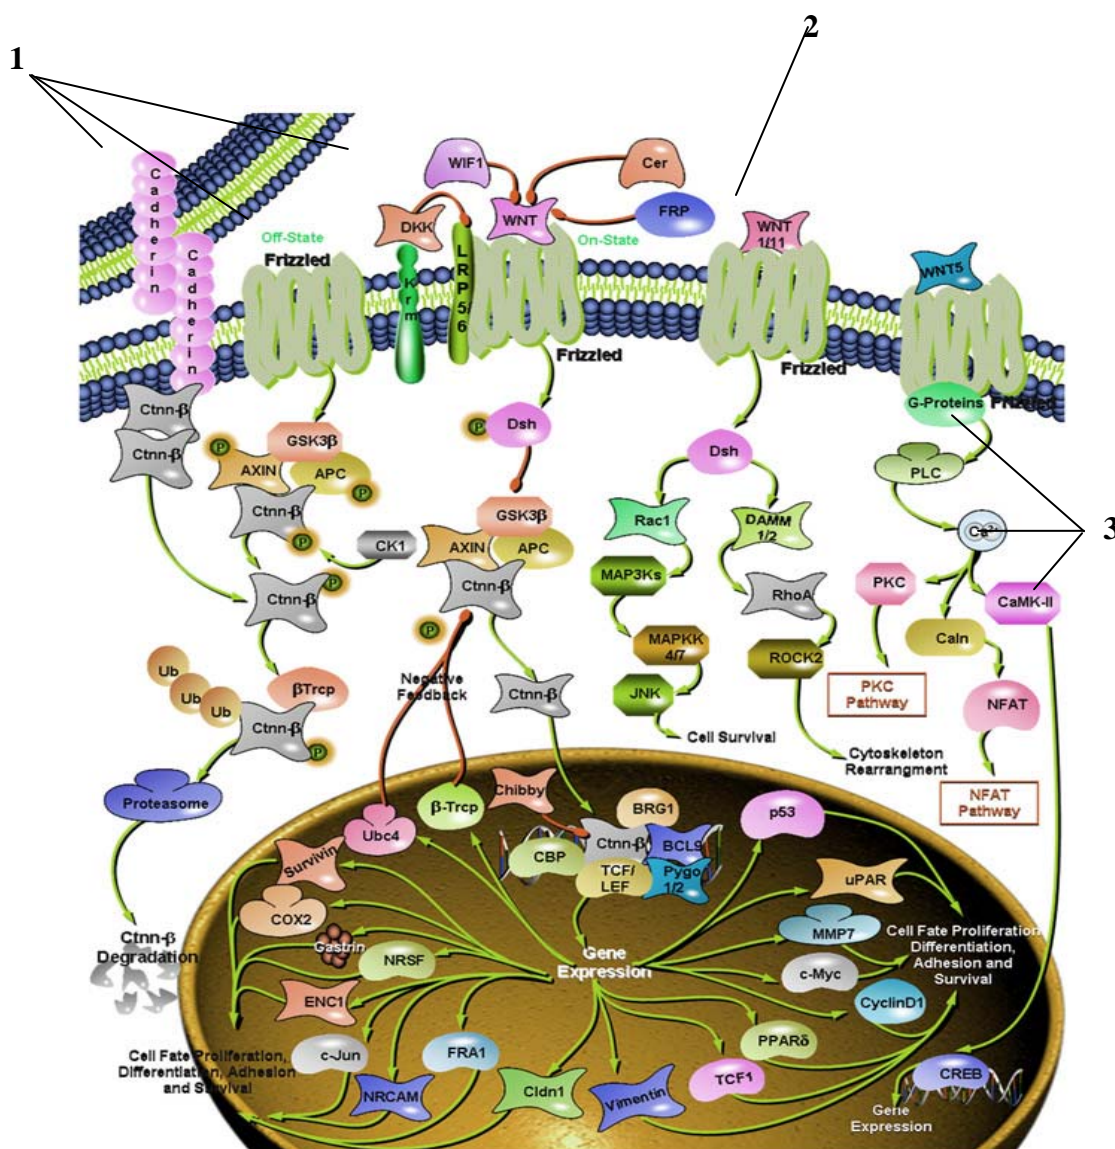 1
2
WIF1
Cer
Cadherin
DKK
WNT
FRP
WNT
1/11
Off-State
On-State
Frizzled
LRP5/6
Cadherin
Krm
WNT5
Frizzled
Frizzled
G-Proteins
Frizzled
Ctnn-β
P
Dsh
GSK3β
P
Ctnn-β
AXIN
APC
P
Dsh
PLC
Ctnn-β
P
GSK3β
Rac1
DAMM
1/2
Ca²⁺
3
CK1
AXIN
APC
MAP3Ks
PKC
Ctnn-β
P
Ctnn-β
RhoA
CaMK-II
P
MAPKK
4/7
Caln
Ub
Ub
Ub
βTrcp
Negative
Feedback
ROCK2
Ctnn-β
JNK
PKC
Pathway
NFAT
Ctnn-β
P
Cell Survival
Cytoskeleton
Rearrangment
Proteasome
Chibby
NFAT
Pathway
β-Trcp
BRG1
p53
Ubc4
Ctnn-β
BCL9
CBP
Survivin
TCF/
LEF
Pygo
1/2
uPAR
COX2
MMP7
Cell Fate Proliferation
Differentiation,
Adhesion and
Survival
Ctnn-β
Degradation
Gastrin
NRSF
Gene
Expression
c-Myc
ENC1
CyclinD1
PPARδ
c-Jun
FRA1
Cell Fate Proliferation,
Differentiation, Adhesion
and Survival
TCF1
CREB
NRCAM
Cldn1
Vimentin
Gene
Expression